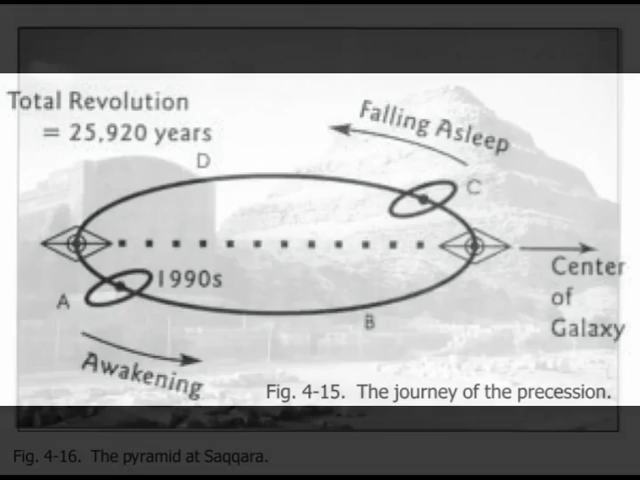 Total Revolution
= 25,920 years
Falling Asleep
D
C
1990s
A
B
Center
of
Galaxy
Awakening
Fig. 4-15. The journey of the precession.
Fig. 4-16. The pyramid at Saqqara.